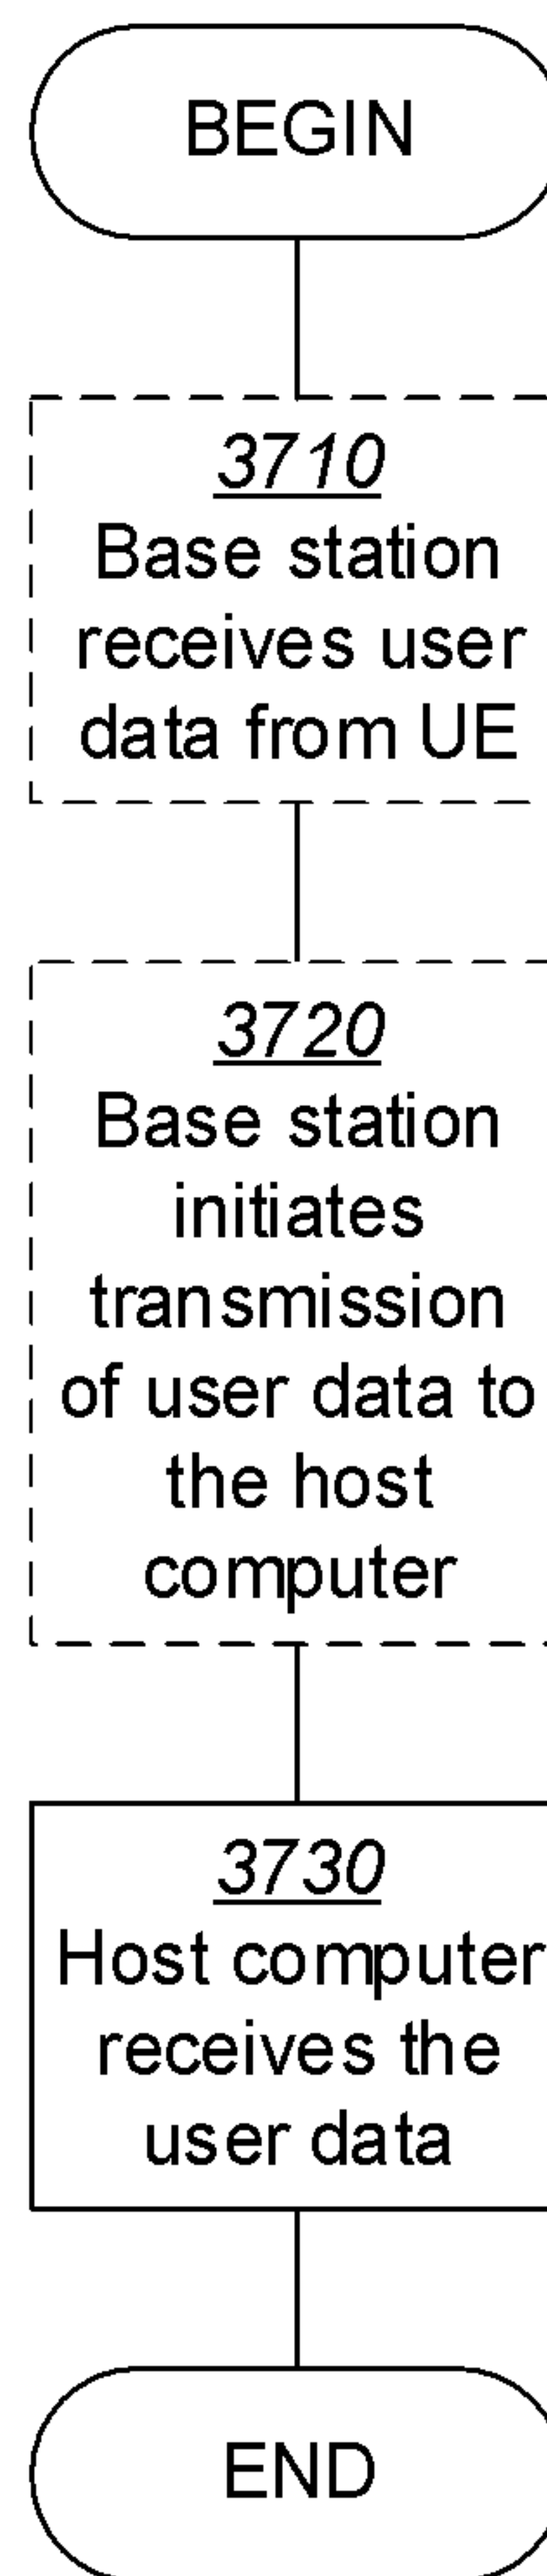 BEGIN
3710
Base station
receives user
data from UE
3720
Base station
initiates
transmission
of user data to
the host
computer
3730
Host computer
receives the
user data
END